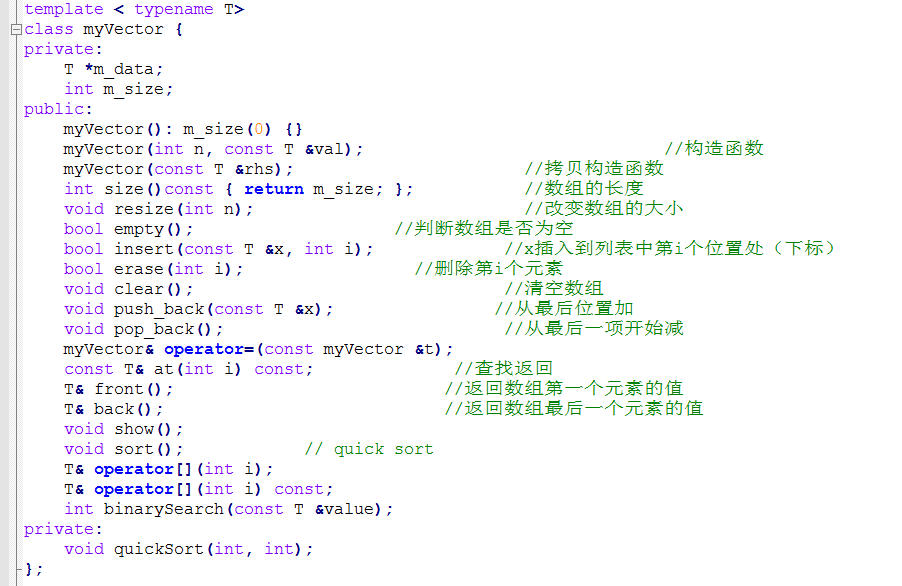 template < typename T>
class myVector {
private:
    T *m_data;
    int m_size;
public:
    myVector(): m_size(0) {}
    myVector(int n, const T &val); //构造函数
    myVector(const T &rhs); //拷贝构造函数
    int size()const { return m_size; }; //数组的长度
    void resize(int n); //改变数组的大小
    bool empty(); //判断数组是否为空
    bool insert(const T &x, int i); //x插入到列表中第i个位置处（下标）
    bool erase(int i); //删除第i个元素
    void clear(); //清空数组
    void push_back(const T &x); //从最后位置加
    void pop_back(); //从最后一项开始减
    myVector& operator=(const myVector &t);
    const T& at(int i) const; //查找返回
    T& front(); //返回数组第一个元素的值
    T& back(); //返回数组最后一个元素的值
    void show();
    void sort(); // quick sort
    T& operator[](int i);
    T& operator[](int i) const;
    int binarySearch(const T &value);
private:
    void quickSort(int, int);
};